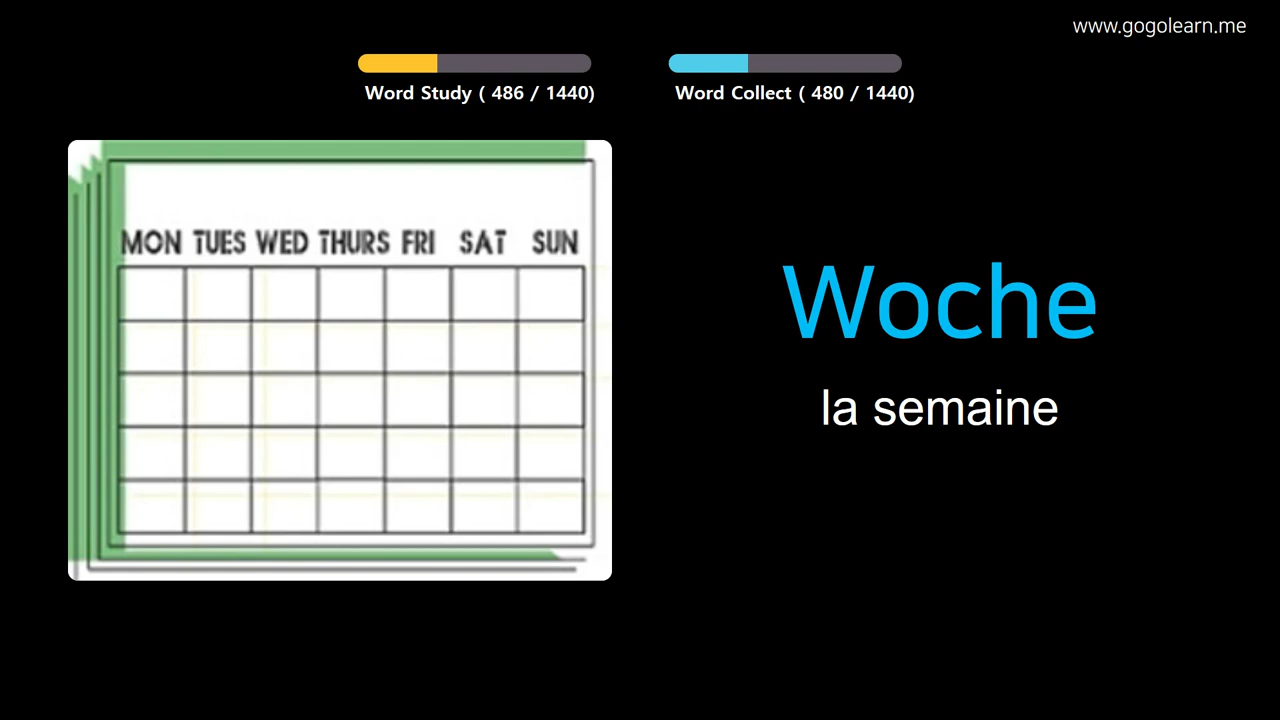 www.gogolearn.me
Word Study ( 486 / 1440)
Word Collect ( 480 / 1440)
MON TUES WED THURS FRI SAT SUN
Woche
la semaine